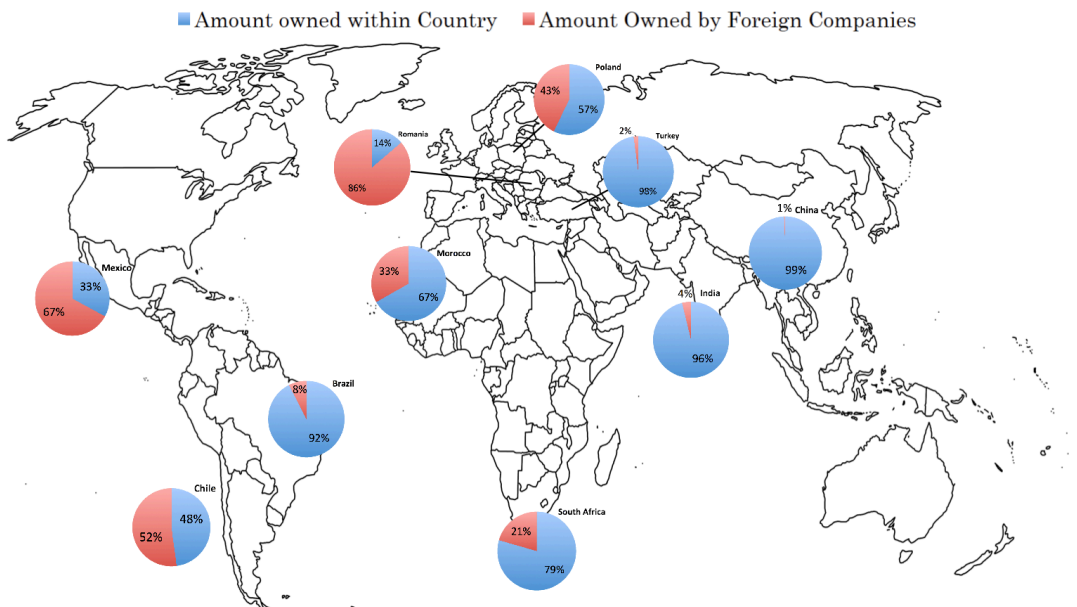 Amount owned within Country Amount Owned by Foreign Companies
Poland
43%
57%
Romania
14%
86%
Turkey
2%
98%
1% China
99%
Morocco
33%
67%
Mexico
33%
67%
India
4%
96%
Brazil
8%
92%
Chile
48%
52%
South Africa
21%
79%